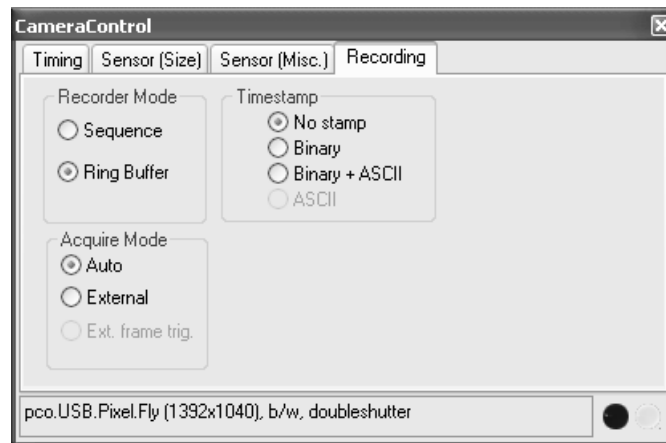 CameraControl
Timing
Sensor (Size)
Sensor (Misc.)
Recording
Recorder Mode
Sequence
Ring Buffer
Timestamp
No stamp
Binary
Binary + ASCII
ASCII
Acquire Mode
Auto
External
Ext. frame trig.
pco.USB.Pixel.Fly (1392x1040), b/w, doubleshutter